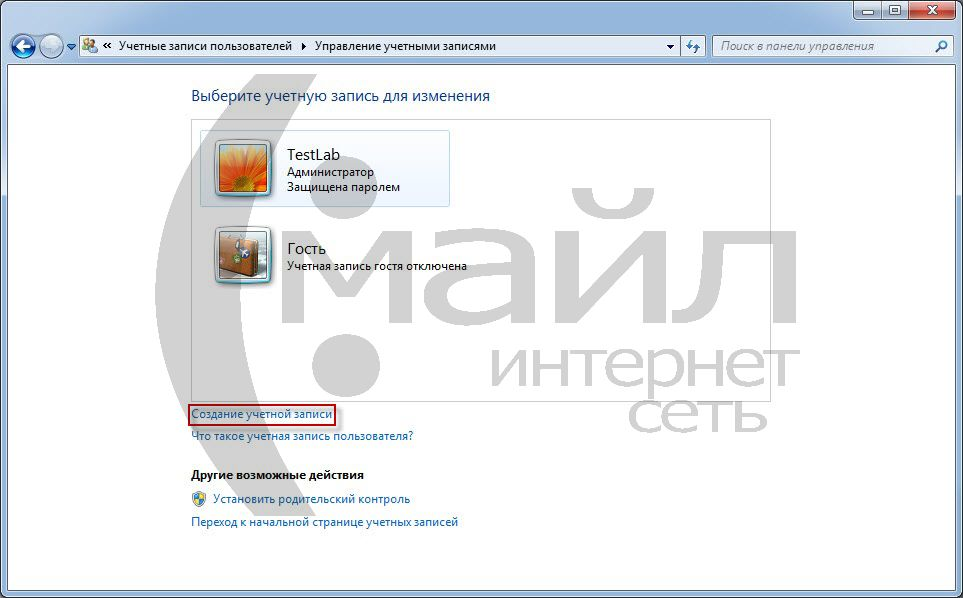 « Учетные записи пользователей Управление учетными записями
Поиск в панели управления
Выберите учетную запись для изменения
TestLab
Администратор
Защищена паролем
Гость
Учетная запись гостя отключена
майл
интернет
сеть
Создание учетной записи
Что такое учетная запись пользователя?
Другие возможные действия
Установить родительский контроль
Переход к начальной странице учетных записей